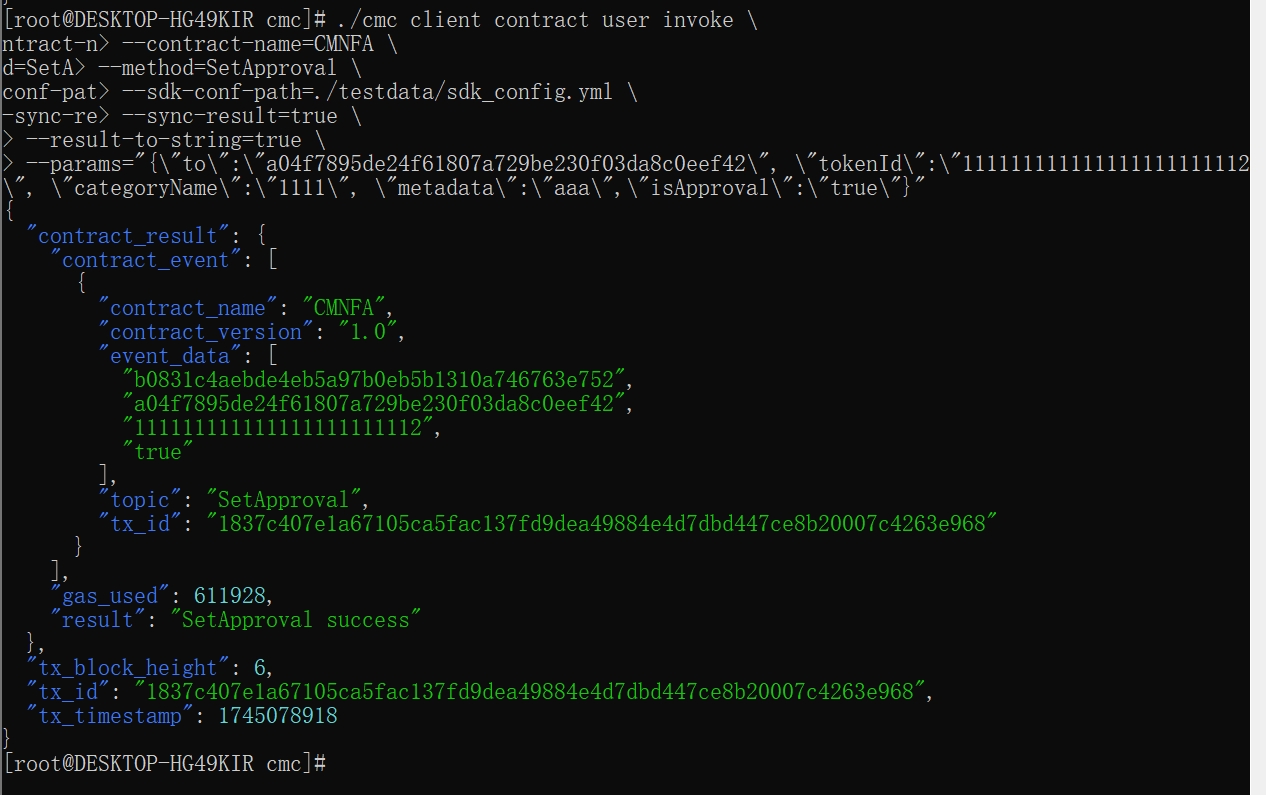 [root@DESKTOP-HG49KIR cmc]# ./cmc client contract user invoke \
ntract-n> --contract-name=CMNFA \
d=SetA> --method=SetApproval \
conf-pat> --sdk-conf-path=./testdata/sdk_config.yml \
-sync-re> --sync-result=true \
> --result-to-string=true \
> --params="{\"to\":\"a04f7895de24f61807a729be230f03da8c0eef42\", \"tokenId\":\"111111111111111111111112
\", \"categoryName\":\"1111\", \"metadata\":\"aaa\",\"isApproval\":\"true\"}"
{
  "contract_result": {
    "contract_event": [
      {
        "contract_name": "CMNFA",
        "contract_version": "1.0",
        "event_data": [
          "b0831c4aebde4eb5a97b0eb5b1310a746763e752",
          "a04f7895de24f61807a729be230f03da8c0eef42",
          "111111111111111111111112",
          "true"
        ],
        "topic": "SetApproval",
        "tx_id": "1837c407e1a67105ca5fac137fd9dea49884e4d7dbd447ce8b20007c4263e968"
      }
    ],
    "gas_used": 611928,
    "result": "SetApproval success"
  },
  "tx_block_height": 6,
  "tx_id": "1837c407e1a67105ca5fac137fd9dea49884e4d7dbd447ce8b20007c4263e968",
  "tx_timestamp": 1745078918
}
[root@DESKTOP-HG49KIR cmc]#